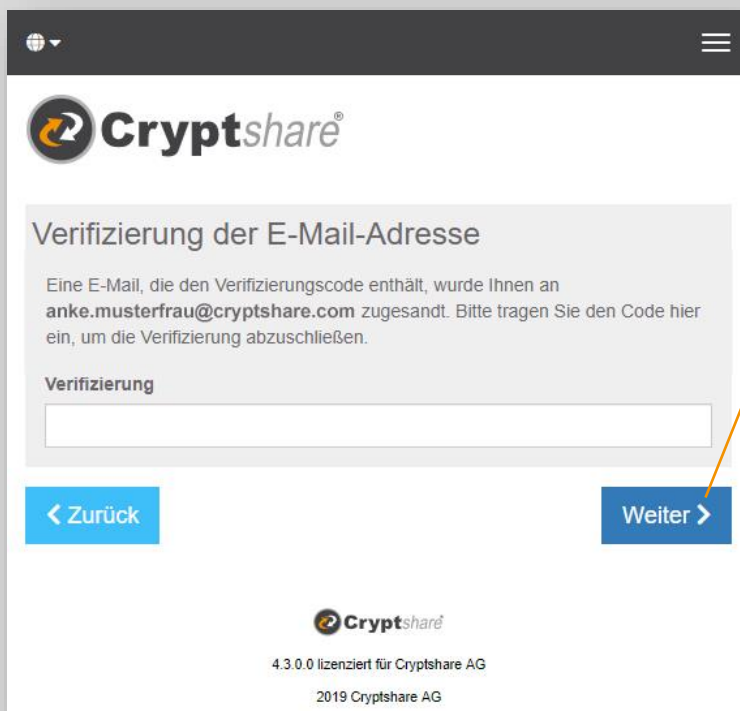 Cryptshare®
Verifizierung der E-Mail-Adresse
Eine E-Mail, die den Verifizierungscode enthält, wurde Ihnen an
anke.musterfrau@cryptshare.com zugesandt. Bitte tragen Sie den Code hier
ein, um die Verifizierung abzuschließen.
Verifizierung
Zurück
Weiter
Cryptshare
4.3.0.0 lizenziert für Cryptshare AG
2019 Cryptshare AG